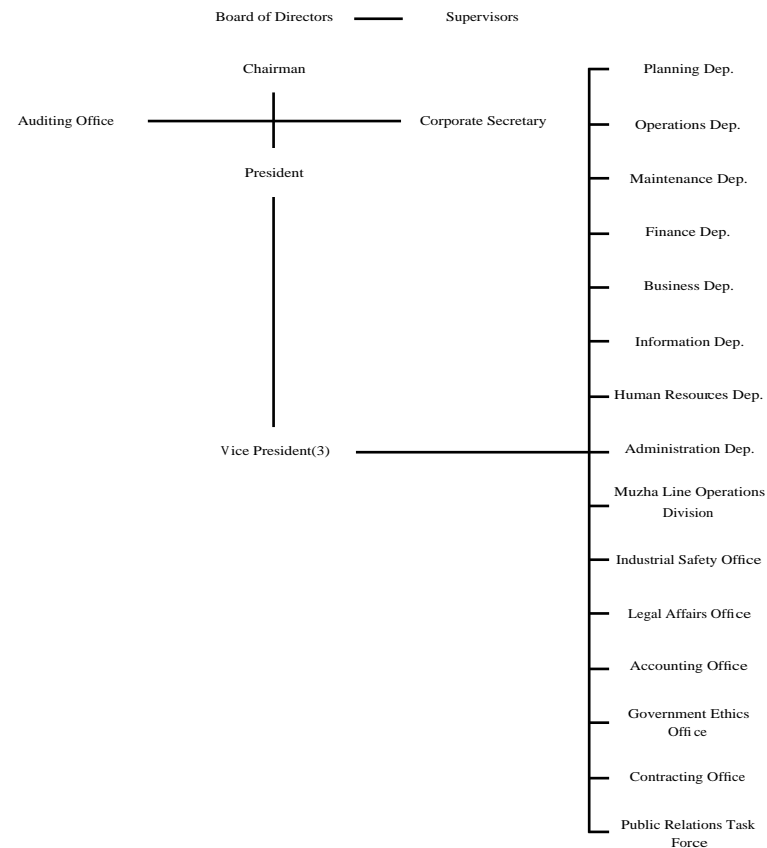 Board of Directors
Supervisors
Chairman
Auditing Office
Corporate Secretary
President
Vice President(3)
Planning Dep.
Operations Dep.
Maintenance Dep.
Finance Dep.
Business Dep.
Information Dep.
Human Resources Dep.
Administration Dep.
Muzha Line Operations
Division
Industrial Safety Office
Legal Affairs Office
Accounting Office
Government Ethics
Office
Contracting Office
Public Relations Task
Force